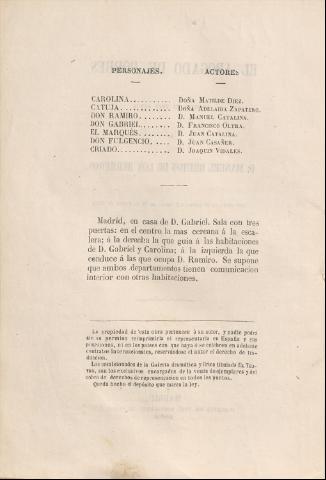 PERSONAJES. ACTORES
CAROLINA........... DOÑA MATILDE DIEZ.
CATUJA............. DOÑA ADELAIDA ZAPATERO.
DON RAMIRO........ D. MANUEL CATALINA.
DON GABRIEL....... D. FRANCISCO OLTRA.
EL MARQUÉS........ D. JUAN CATALINA.
DON FULGENCIO..... D. JUAN CASAÑER.
CRIADO............. D. JOAQUIN VIDALES.
Madrid, en casa de D. Gabriel. Sala con tres
puertas: en el centro la mas cercana á la esca-
lera; á la derecha la que guia á las habitaciones
de D. Gabriel y Carolina; á la izquierda la que
conduce á las que ocupa D. Ramiro. Se supone
que ambos departamentos tienen comunicacion
interior con otras habitaciones.
La propiedad de esta obra pertenece á su autor, y nadie podrá
sin su permiso reimprimirla ni representarla en España y sus
posesiones, ni en los paises con que haya ó se celebren en adelante
contratos internacionales, reservándose el autor el derecho de tra-
duccion.
Los comisionados de la Galería dramática y lírica titulada EL TEA-
TRO, son los exclusivos encargados de la venta de ejemplares y del
cobro de derechos de representacion en todos los puntos.
Queda hecho el depósito que marca la ley.